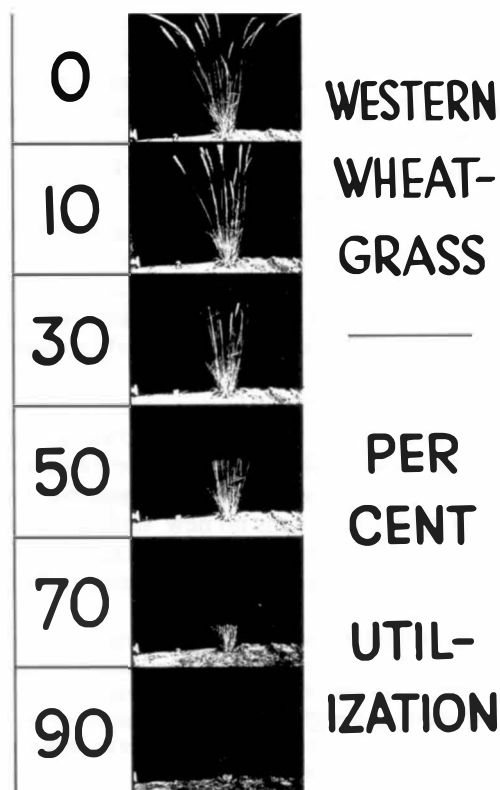 0
10
30
50
70
90
WESTERN
WHEAT-
GRASS
PER
CENT
UTIL-
IZATION